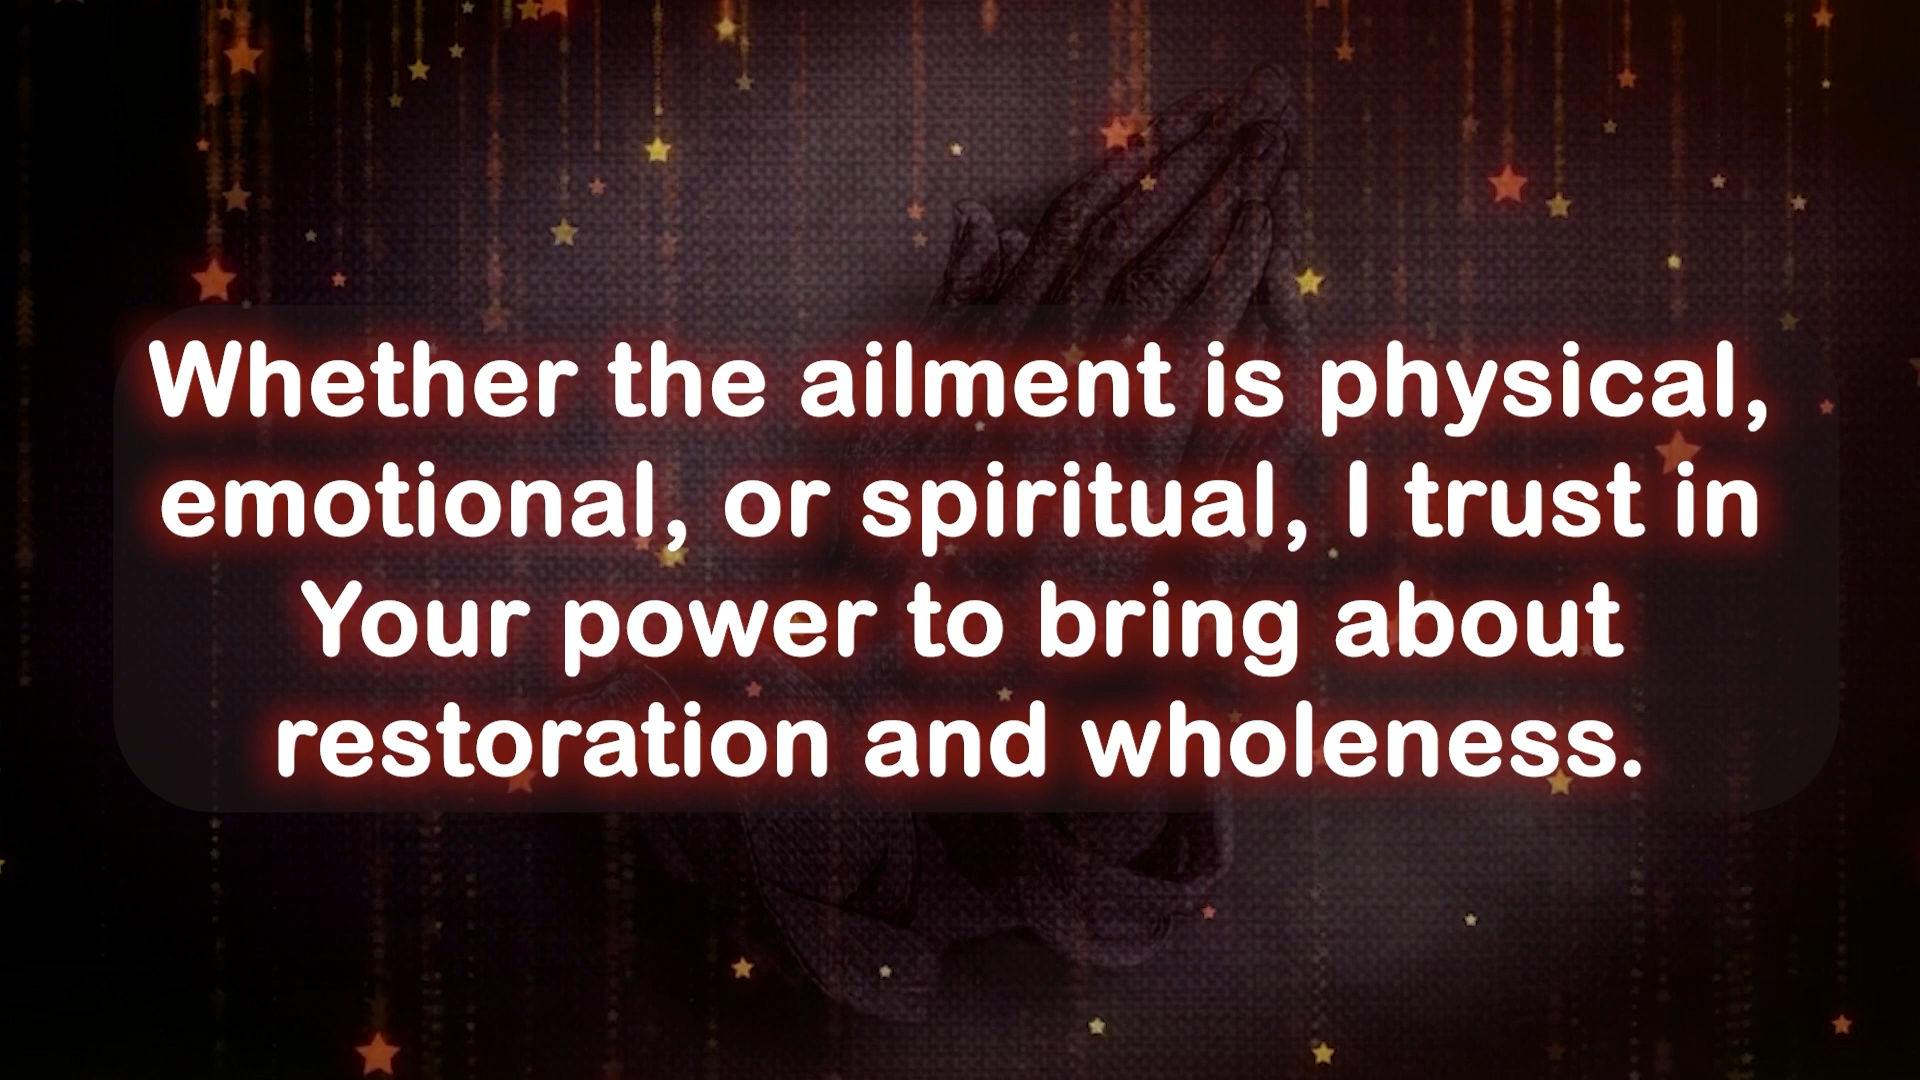 Whether the ailment is physical,
emotional, or spiritual, I trust in
Your power to bring about
restoration and wholeness.